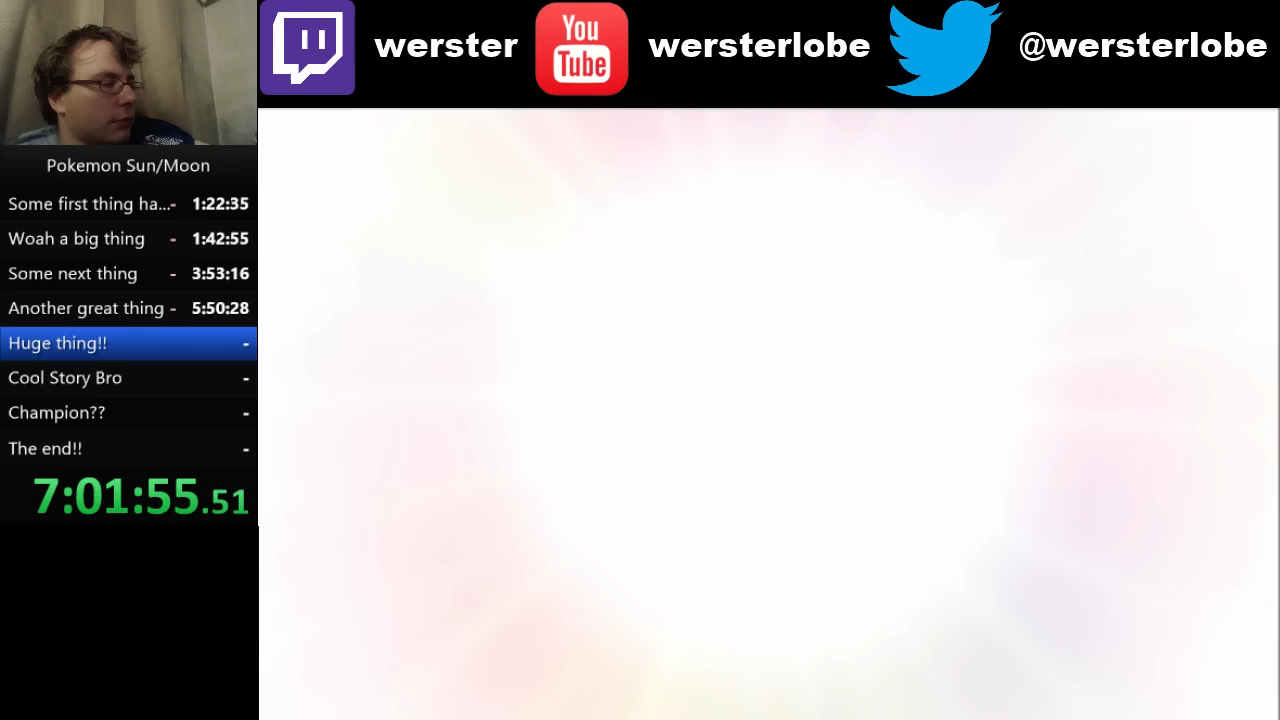 werster
You
Tube
wersterlobe
@wersterlobe
Pokemon Sun/Moon
Some first thing ha...- 1:22:35
Woah a big thing - 1:42:55
Some next thing - 3:53:16
Another great thing - 5:50:28
Huge thing!! -
Cool Story Bro -
Champion?? -
The end!! -
7:01:55.51